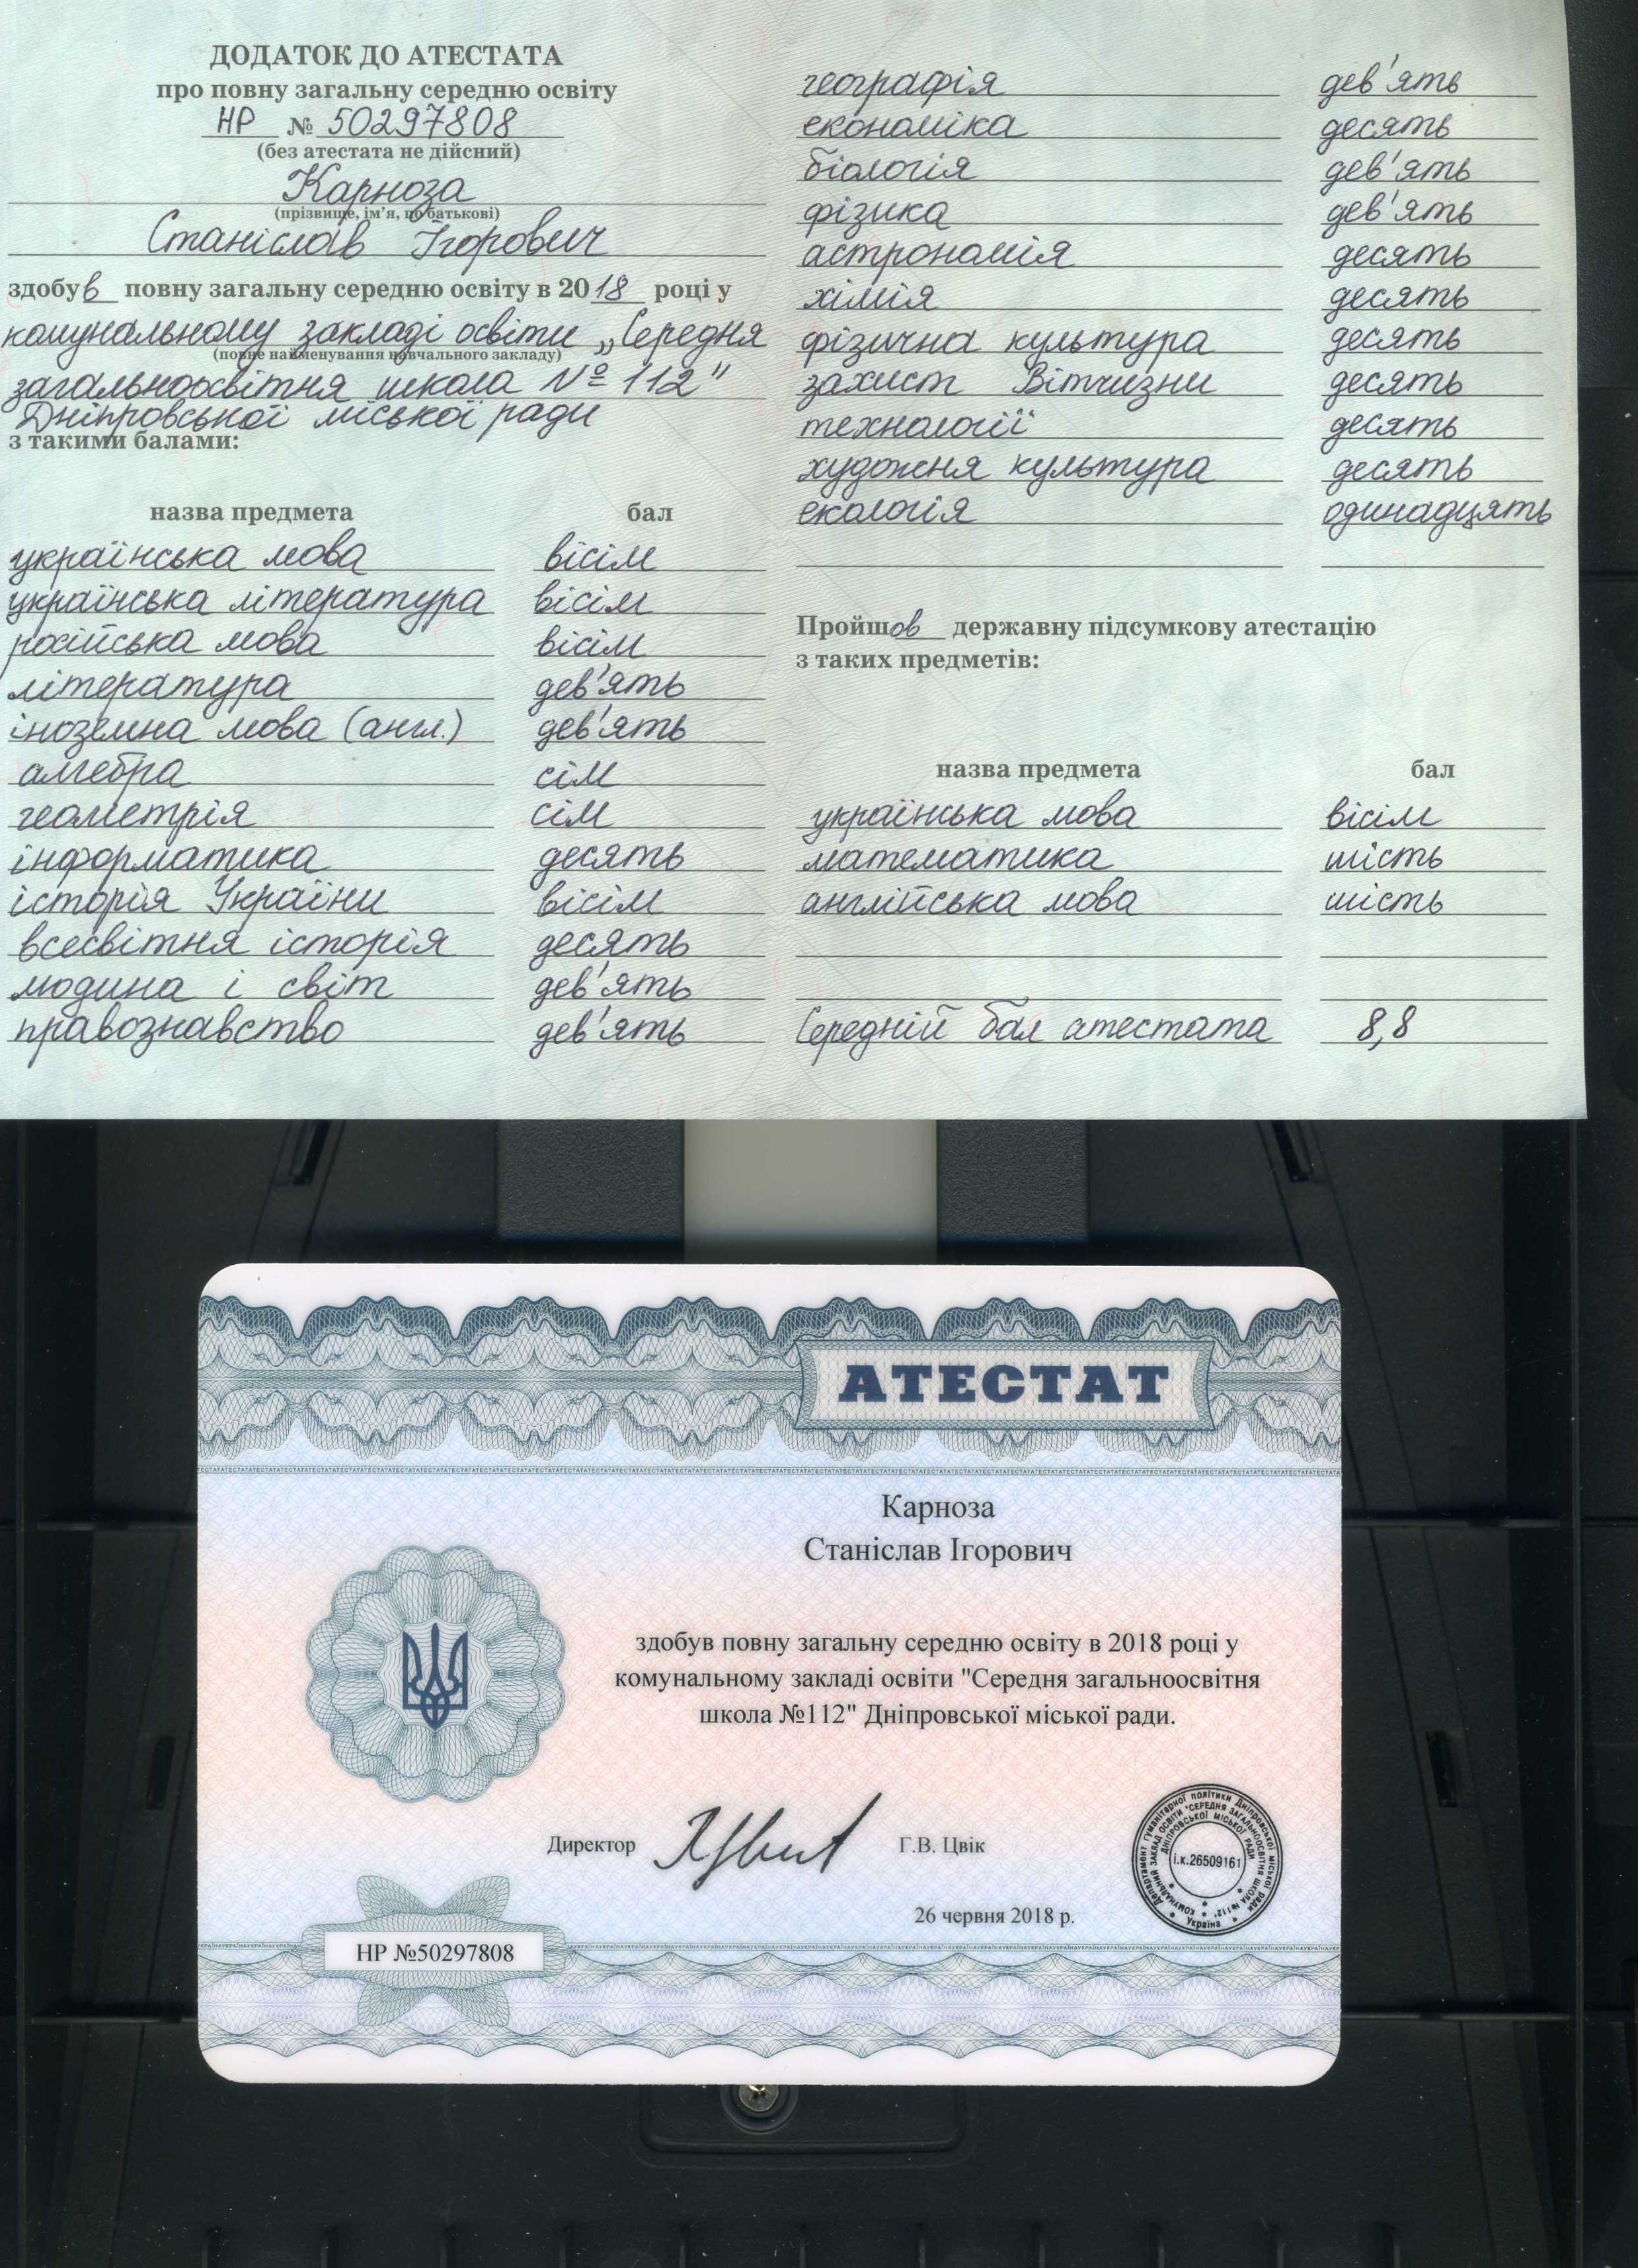 ДОДАТОК ДО АТЕСТАТА
про повну загальну середню освіту
НР № 50297808
(без атестата не дійсний)
Карноза
(прізвище, ім'я, по батькові)
Станіслав Ігорович
здобув повну загальну середню освіту в 2018 році у
комунальному закладі освіти „Середня
(повне найменування навчального закладу)
загальноосвітня школа № 112"
Дніпровської міської ради
з такими балами:
назва предмета бал
українська мова вісім
українська література вісім
російська мова вісім
література дев'ять
іноземна мова (англ.) дев'ять
алгебра сім
геометрія сім
інформатика десять
історія України вісім
всесвітня історія десять
людина і світ дев'ять
правознавство дев'ять
географія дев'ять
економіка десять
біологія дев'ять
фізика дев'ять
астрономія десять
хімія десять
фізична культура десять
захист Вітчизни десять
технології десять
художня культура десять
екологія одинадцять
Пройшов державну підсумкову атестацію
з таких предметів:
назва предмета бал
українська мова вісім
математика шість
англійська мова шість
Середній бал атестата 8,8
АТЕСТАТ
Карноза
Станіслав Ігорович
здобув повну загальну середню освіту в 2018 році у
комунальному закладі освіти "Середня загальноосвітня
школа №112" Дніпровської міської ради.
Директор Г.В. Цвік
26 червня 2018 р.
НР №50297808
Департамент гуманітарної політики Дніпровської міської ради
КОМУНАЛЬНИЙ ЗАКЛАД ОСВІТИ "СЕРЕДНЯ ЗАГАЛЬНООСВІТНЯ ШКОЛА №112"
ДНІПРОВСЬКОЇ МІСЬКОЇ РАДИ
і.к.26509161
Україна